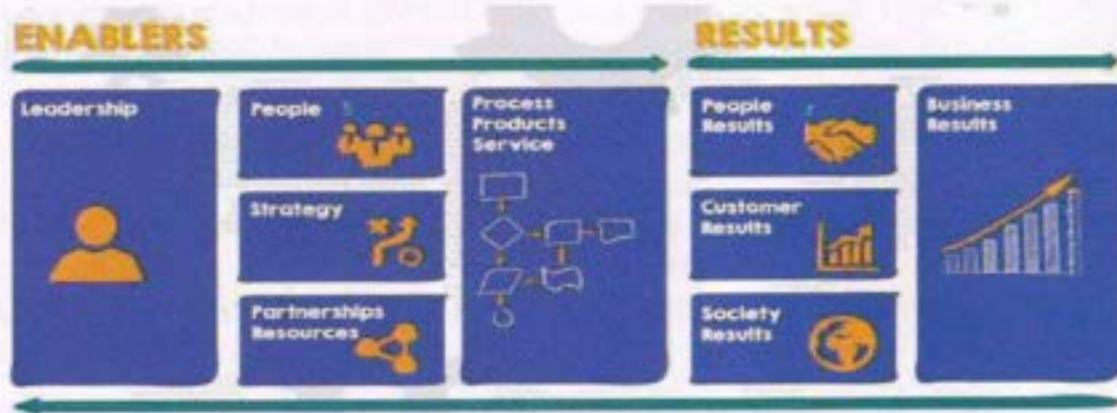 ENABLERS
RESULTS
Leadership
People
Strategy
Partnerships
Resources
Process
Products
Service
People
Results
Customer
Results
Society
Results
Business
Results